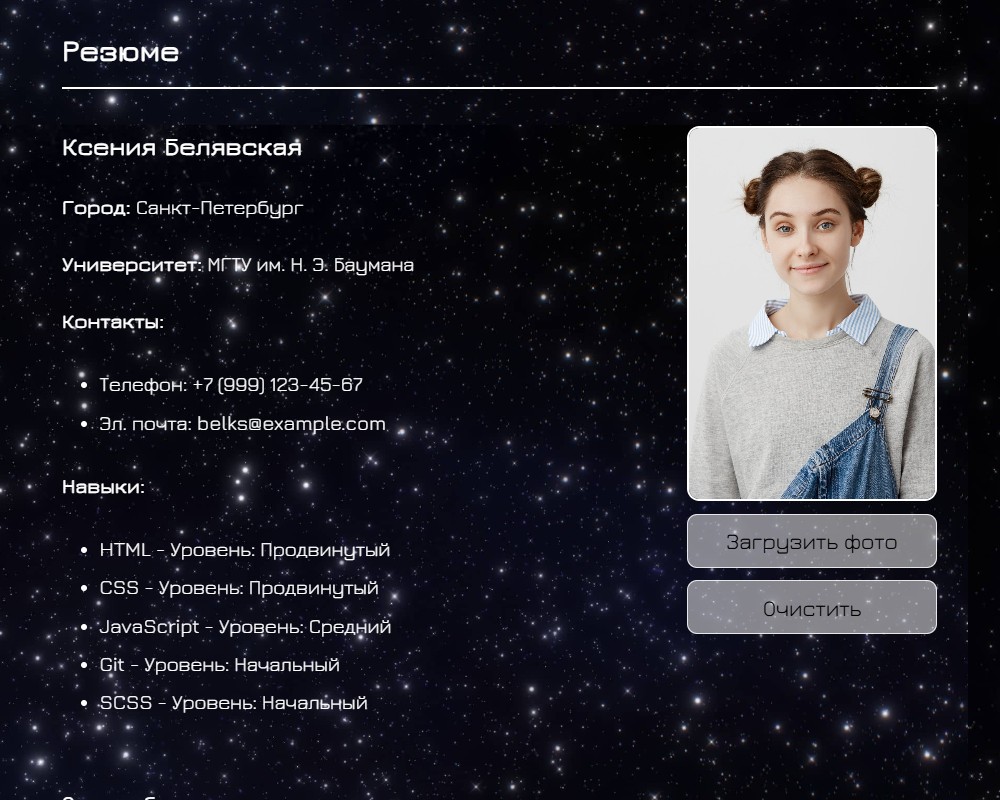 Резюме
Ксения Белявская
Город: Санкт-Петербург
Университет: МГТУ им. Н. Э. Баумана
Контакты:
Телефон: +7 (999) 123-45-67
Эл. почта: belks@example.com
Навыки:
HTML - Уровень: Продвинутый
CSS - Уровень: Продвинутый
JavaScript - Уровень: Средний
Git - Уровень: Начальный
SCSS - Уровень: Начальный
Загрузить фото
Очистить